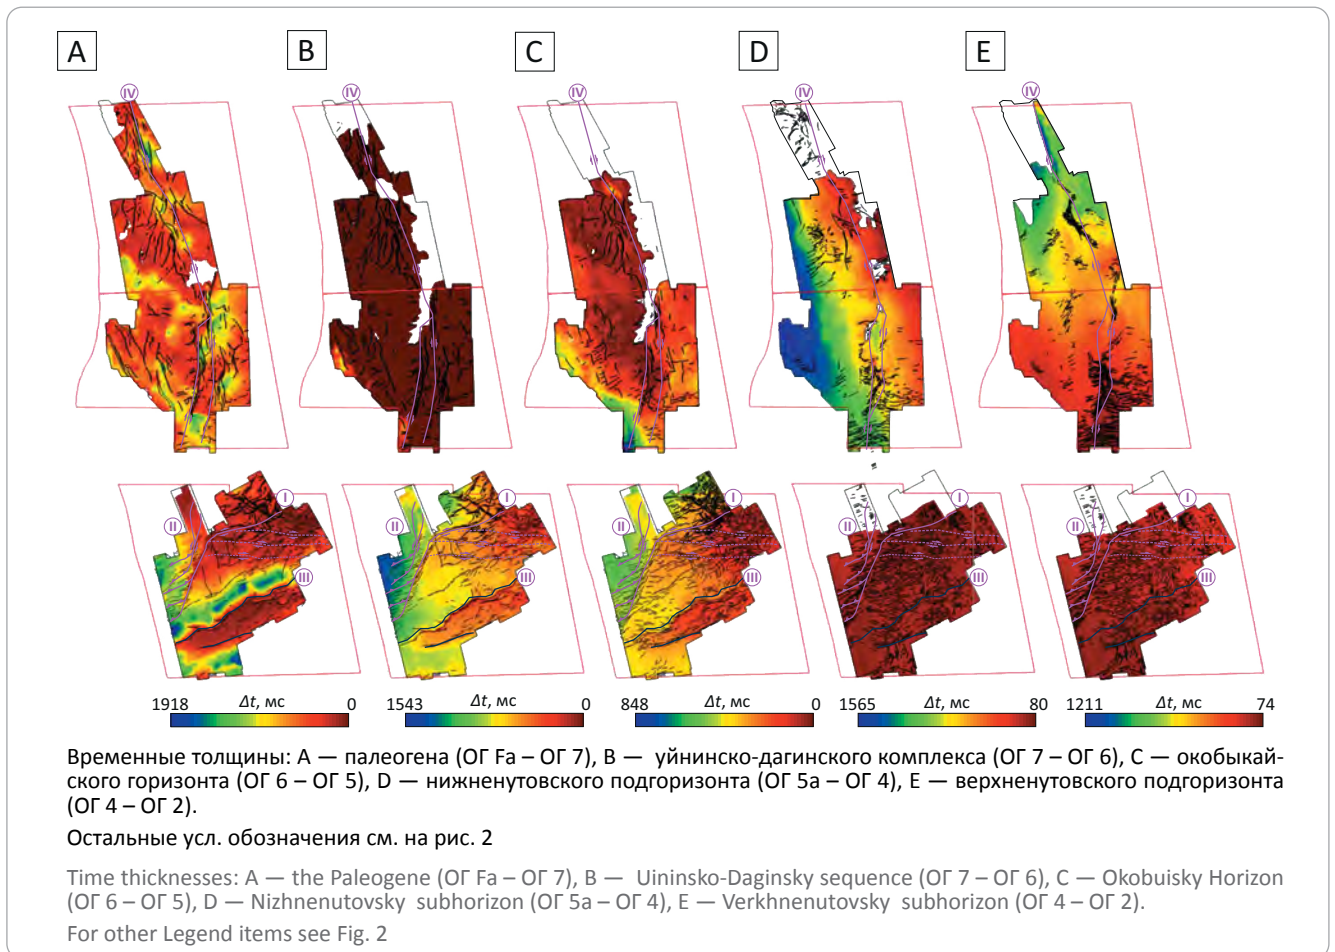 A B C D E
IV IV IV IV IV
I I I I I
II II II II II
III III III III III
1918 Δt, мс 0 1543 Δt, мс 0 848 Δt, мс 0 1565 Δt, мс 80 1211 Δt, мс 74
Временные толщины: A — палеогена (ОГ Fa – ОГ 7), B — уйнинско-дагинского комплекса (ОГ 7 – ОГ 6), C — окобыкай-
ского горизонта (ОГ 6 – ОГ 5), D — нижненутовского подгоризонта (ОГ 5а – ОГ 4), E — верхненутовского подгоризонта
(ОГ 4 – ОГ 2).
Остальные усл. обозначения см. на рис. 2
Time thicknesses: A — the Paleogene (ОГ Fa – ОГ 7), B — Uininsko-Daginsky sequence (ОГ 7 – ОГ 6), C — Okobuisky Horizon
(ОГ 6 – ОГ 5), D — Nizhnenutovsky subhorizon (ОГ 5a – ОГ 4), E — Verkhnenutovsky subhorizon (ОГ 4 – ОГ 2).
For other Legend items see Fig. 2